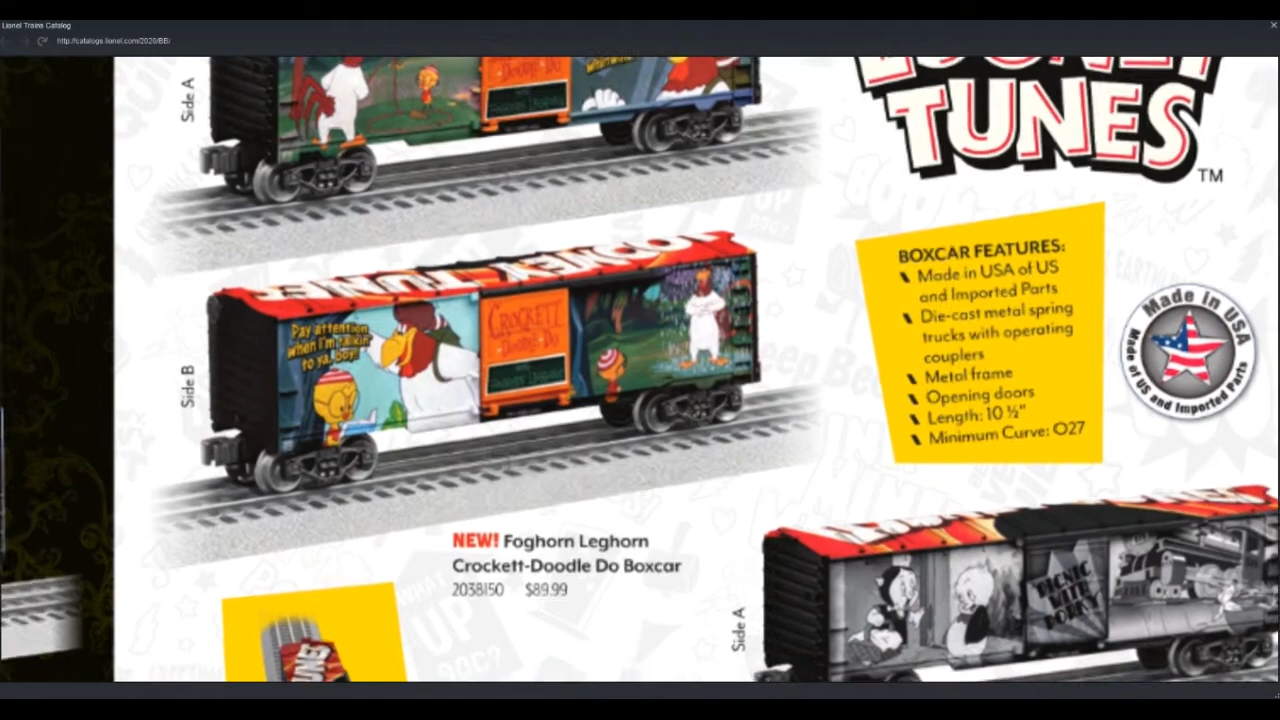 Lionel Trains Catalog
http://catalogs.lionel.com/2020/BB/
Side A
LOONEY
TUNES
TM
BOXCAR FEATURES:
Made in USA of US
and Imported Parts
Die-cast metal spring
trucks with operating
couplers
Metal frame
Opening doors
Length: 10 ½"
Minimum Curve: O27
Made in USA
Made of US and Imported Parts
Side B
LOONEY TUNES
Pay attention
when I'm talkin'
to ya, boy!
CROCKETT
Doodle-Do
NEW! Foghorn Leghorn
Crockett-Doodle Do Boxcar
2038150 $89.99
Side A
PICNIC
WITH
PORKY